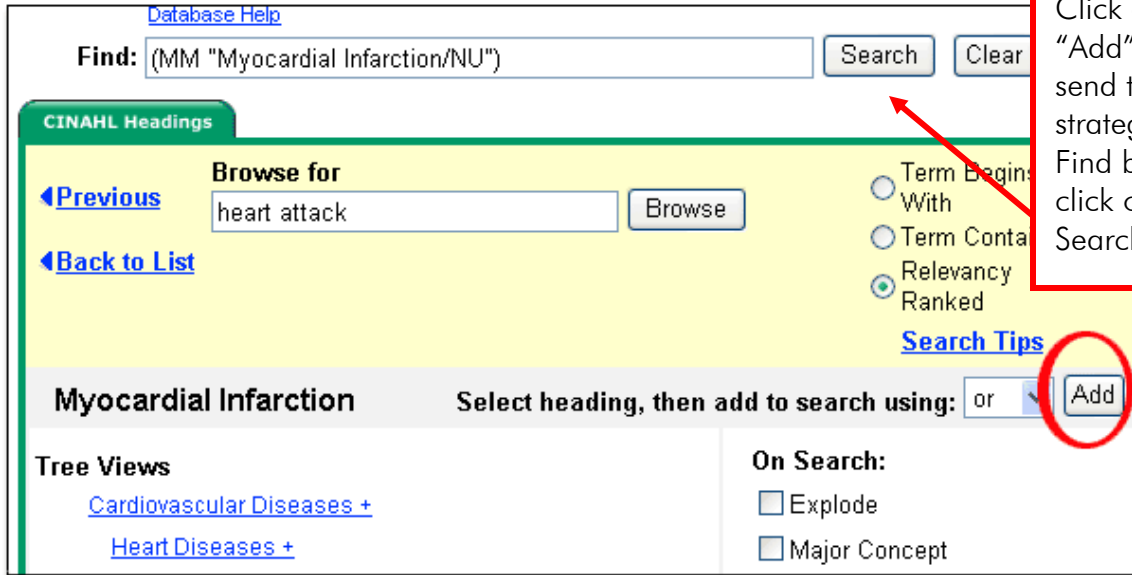 Database Help
Find: (MM "Myocardial Infarction/NU") Search Clear
Click
"Add"
send
Find
click
CINAHL Headings
Previous
Back to List
Browse for
heart attack Browse
Term Begins
With
Term
Relevancy
Ranked
Search Tips
Myocardial Infarction Select heading, then add to search using: or Add
Tree Views
Cardiovascular Diseases +
Heart Diseases +
On Search:
Explode
Major Concept